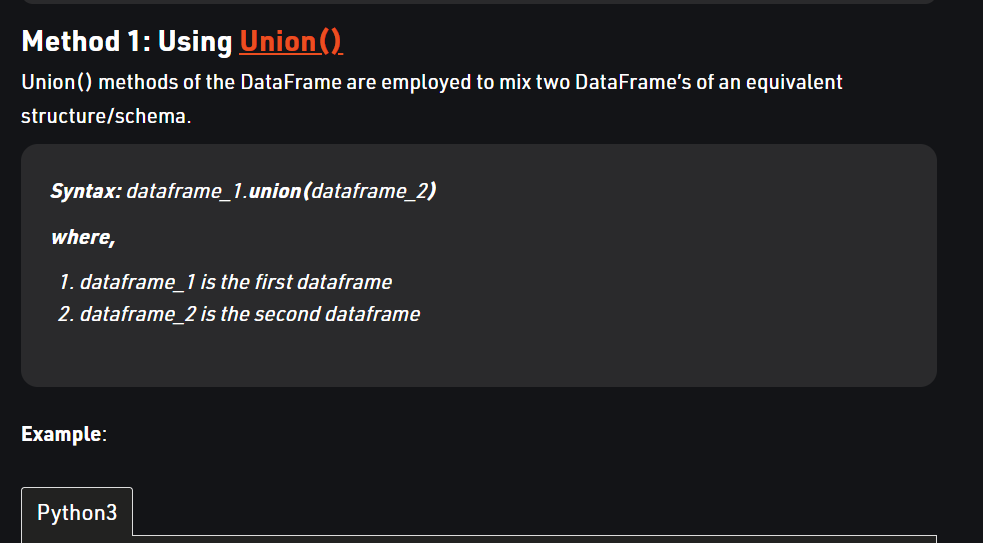 Method 1: Using Union()
Union() methods of the DataFrame are employed to mix two DataFrame’s of an equivalent
structure/schema.
Syntax: dataframe_1.union(dataframe_2)
where,
1. dataframe_1 is the first dataframe
2. dataframe_2 is the second dataframe
Example:
Python3